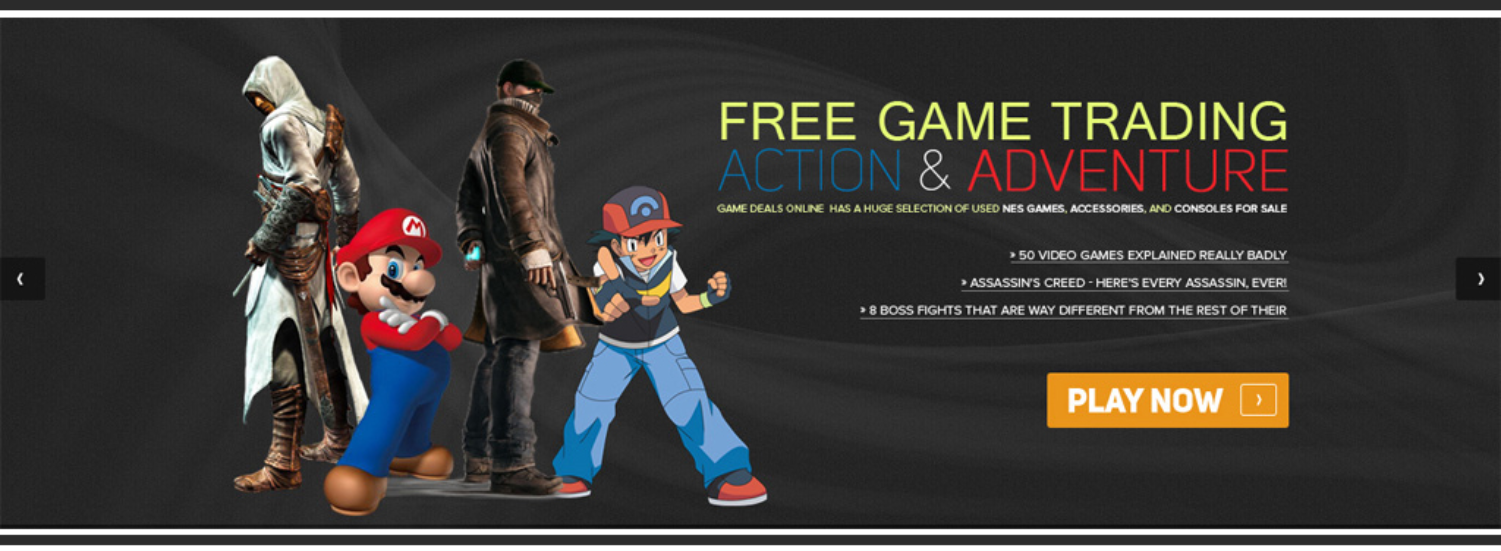 FREE GAME TRADING
ACTION & ADVENTURE
GAME DEALS ONLINE HAS A HUGE SELECTION OF USED NES GAMES, ACCESSORIES, AND CONSOLES FOR SALE
» 50 VIDEO GAMES EXPLAINED REALLY BADLY
» ASSASSIN'S CREED - HERE'S EVERY ASSASSIN, EVER!
» 8 BOSS FIGHTS THAT ARE WAY DIFFERENT FROM THE REST OF THEIR
PLAY NOW
M